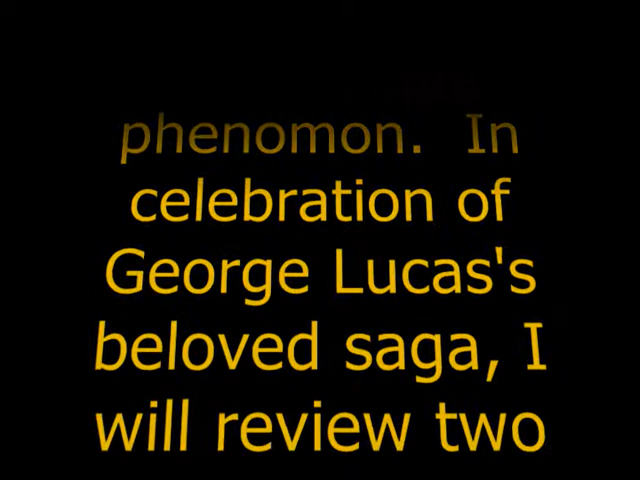 phenomon. In
celebration of
George Lucas's
beloved saga, I
will review two